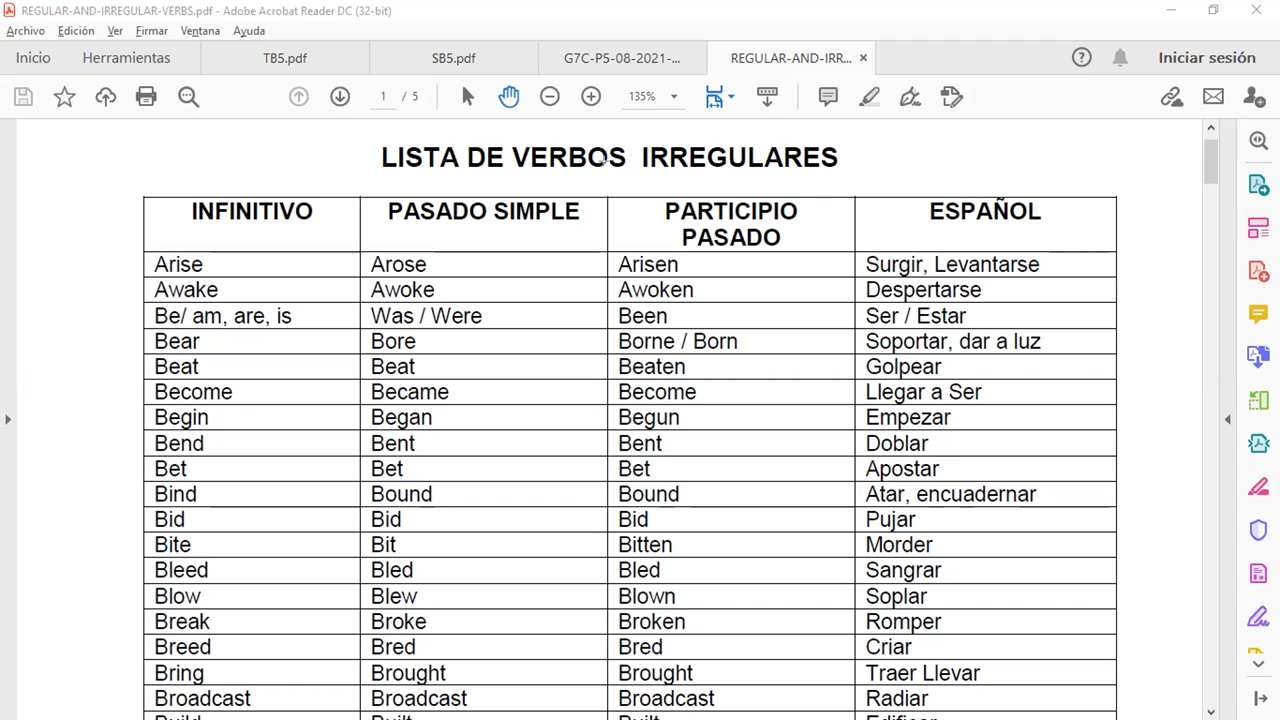 REGULAR-AND-IRREGULAR-VERBS.pdf - Adobe Acrobat Reader DC (32-bit)
Archivo Edición Ver Firmar Ventana Ayuda
Inicio Herramientas TB5.pdf SB5.pdf G7C-P5-08-2021-... REGULAR-AND-IRR... Iniciar sesión
1 / 5 135%
LISTA DE VERBOS IRREGULARES
INFINITIVO PASADO SIMPLE PARTICIPIO PASADO ESPAÑOL
Arise Arose Arisen Surgir, Levantarse
Awake Awoke Awoken Despertarse
Be/ am, are, is Was / Were Been Ser / Estar
Bear Bore Borne / Born Soportar, dar a luz
Beat Beat Beaten Golpear
Become Became Become Llegar a Ser
Begin Began Begun Empezar
Bend Bent Bent Doblar
Bet Bet Bet Apostar
Bind Bound Bound Atar, encuadernar
Bid Bid Bid Pujar
Bite Bit Bitten Morder
Bleed Bled Bled Sangrar
Blow Blew Blown Soplar
Break Broke Broken Romper
Breed Bred Bred Criar
Bring Brought Brought Traer Llevar
Broadcast Broadcast Broadcast Radiar
Build Built Built Edificar